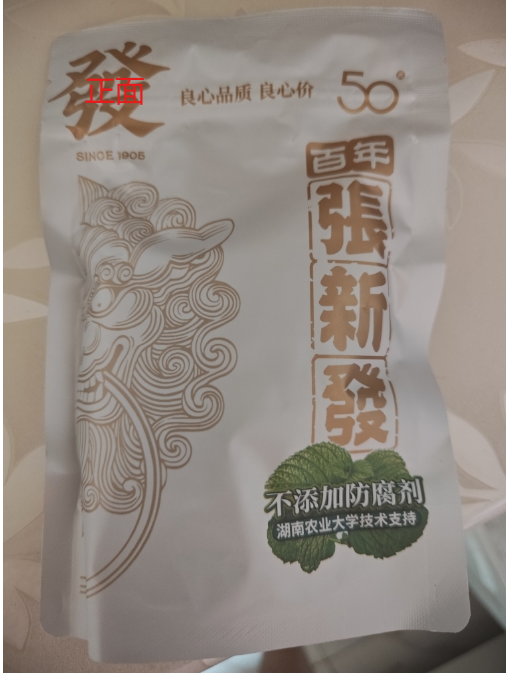 發
正面
SINCE 1905
良心品质 良心价
50
百年
張
新
發
不添加防腐剂
湖南农业大学技术支持